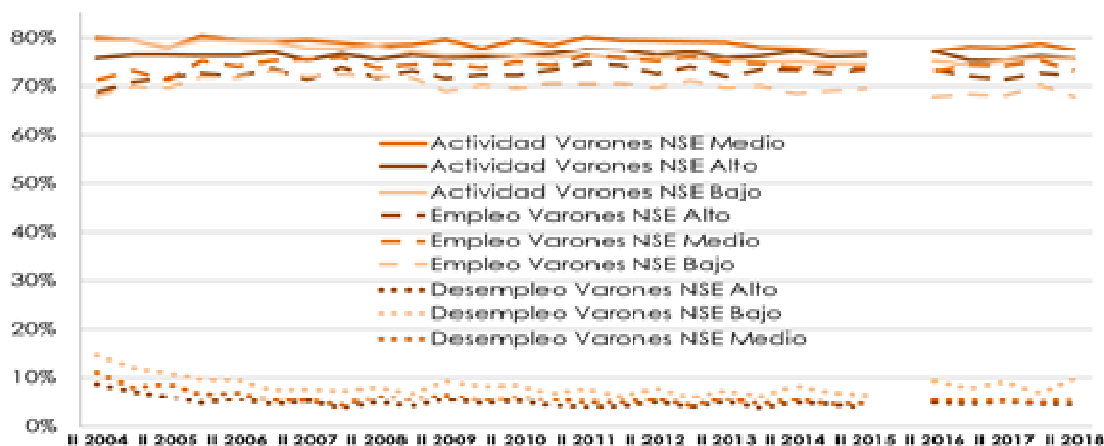 80%
70%
60%
50%
40%
30%
20%
10%
0%
Actividad Varones NSE Medio
Actividad Varones NSE Alto
Actividad Varones NSE Bajo
Empleo Varones NSE Alto
Empleo Varones NSE Medio
Empleo Varones NSE Bajo
Desempleo Varones NSE Alto
Desempleo Varones NSE Bajo
Desempleo Varones NSE Medio
II 2004 II 2005 II 2006 II 2007 II 2008 II 2009 II 2010 II 2011 II 2012 II 2013 II 2014 II 2015 II 2016 II 2017 II 2018